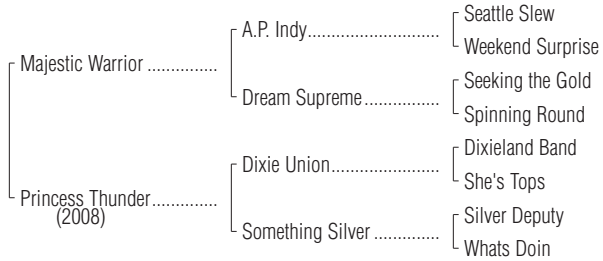 Seattle Slew
A.P. Indy...........................
Weekend Surprise
Majestic Warrior ..............
Seeking the Gold
Dream Supreme...............
Spinning Round
Dixieland Band
Dixie Union......................
She's Tops
Princess Thunder.............
(2008)
Silver Deputy
Something Silver .............
Whats Doin